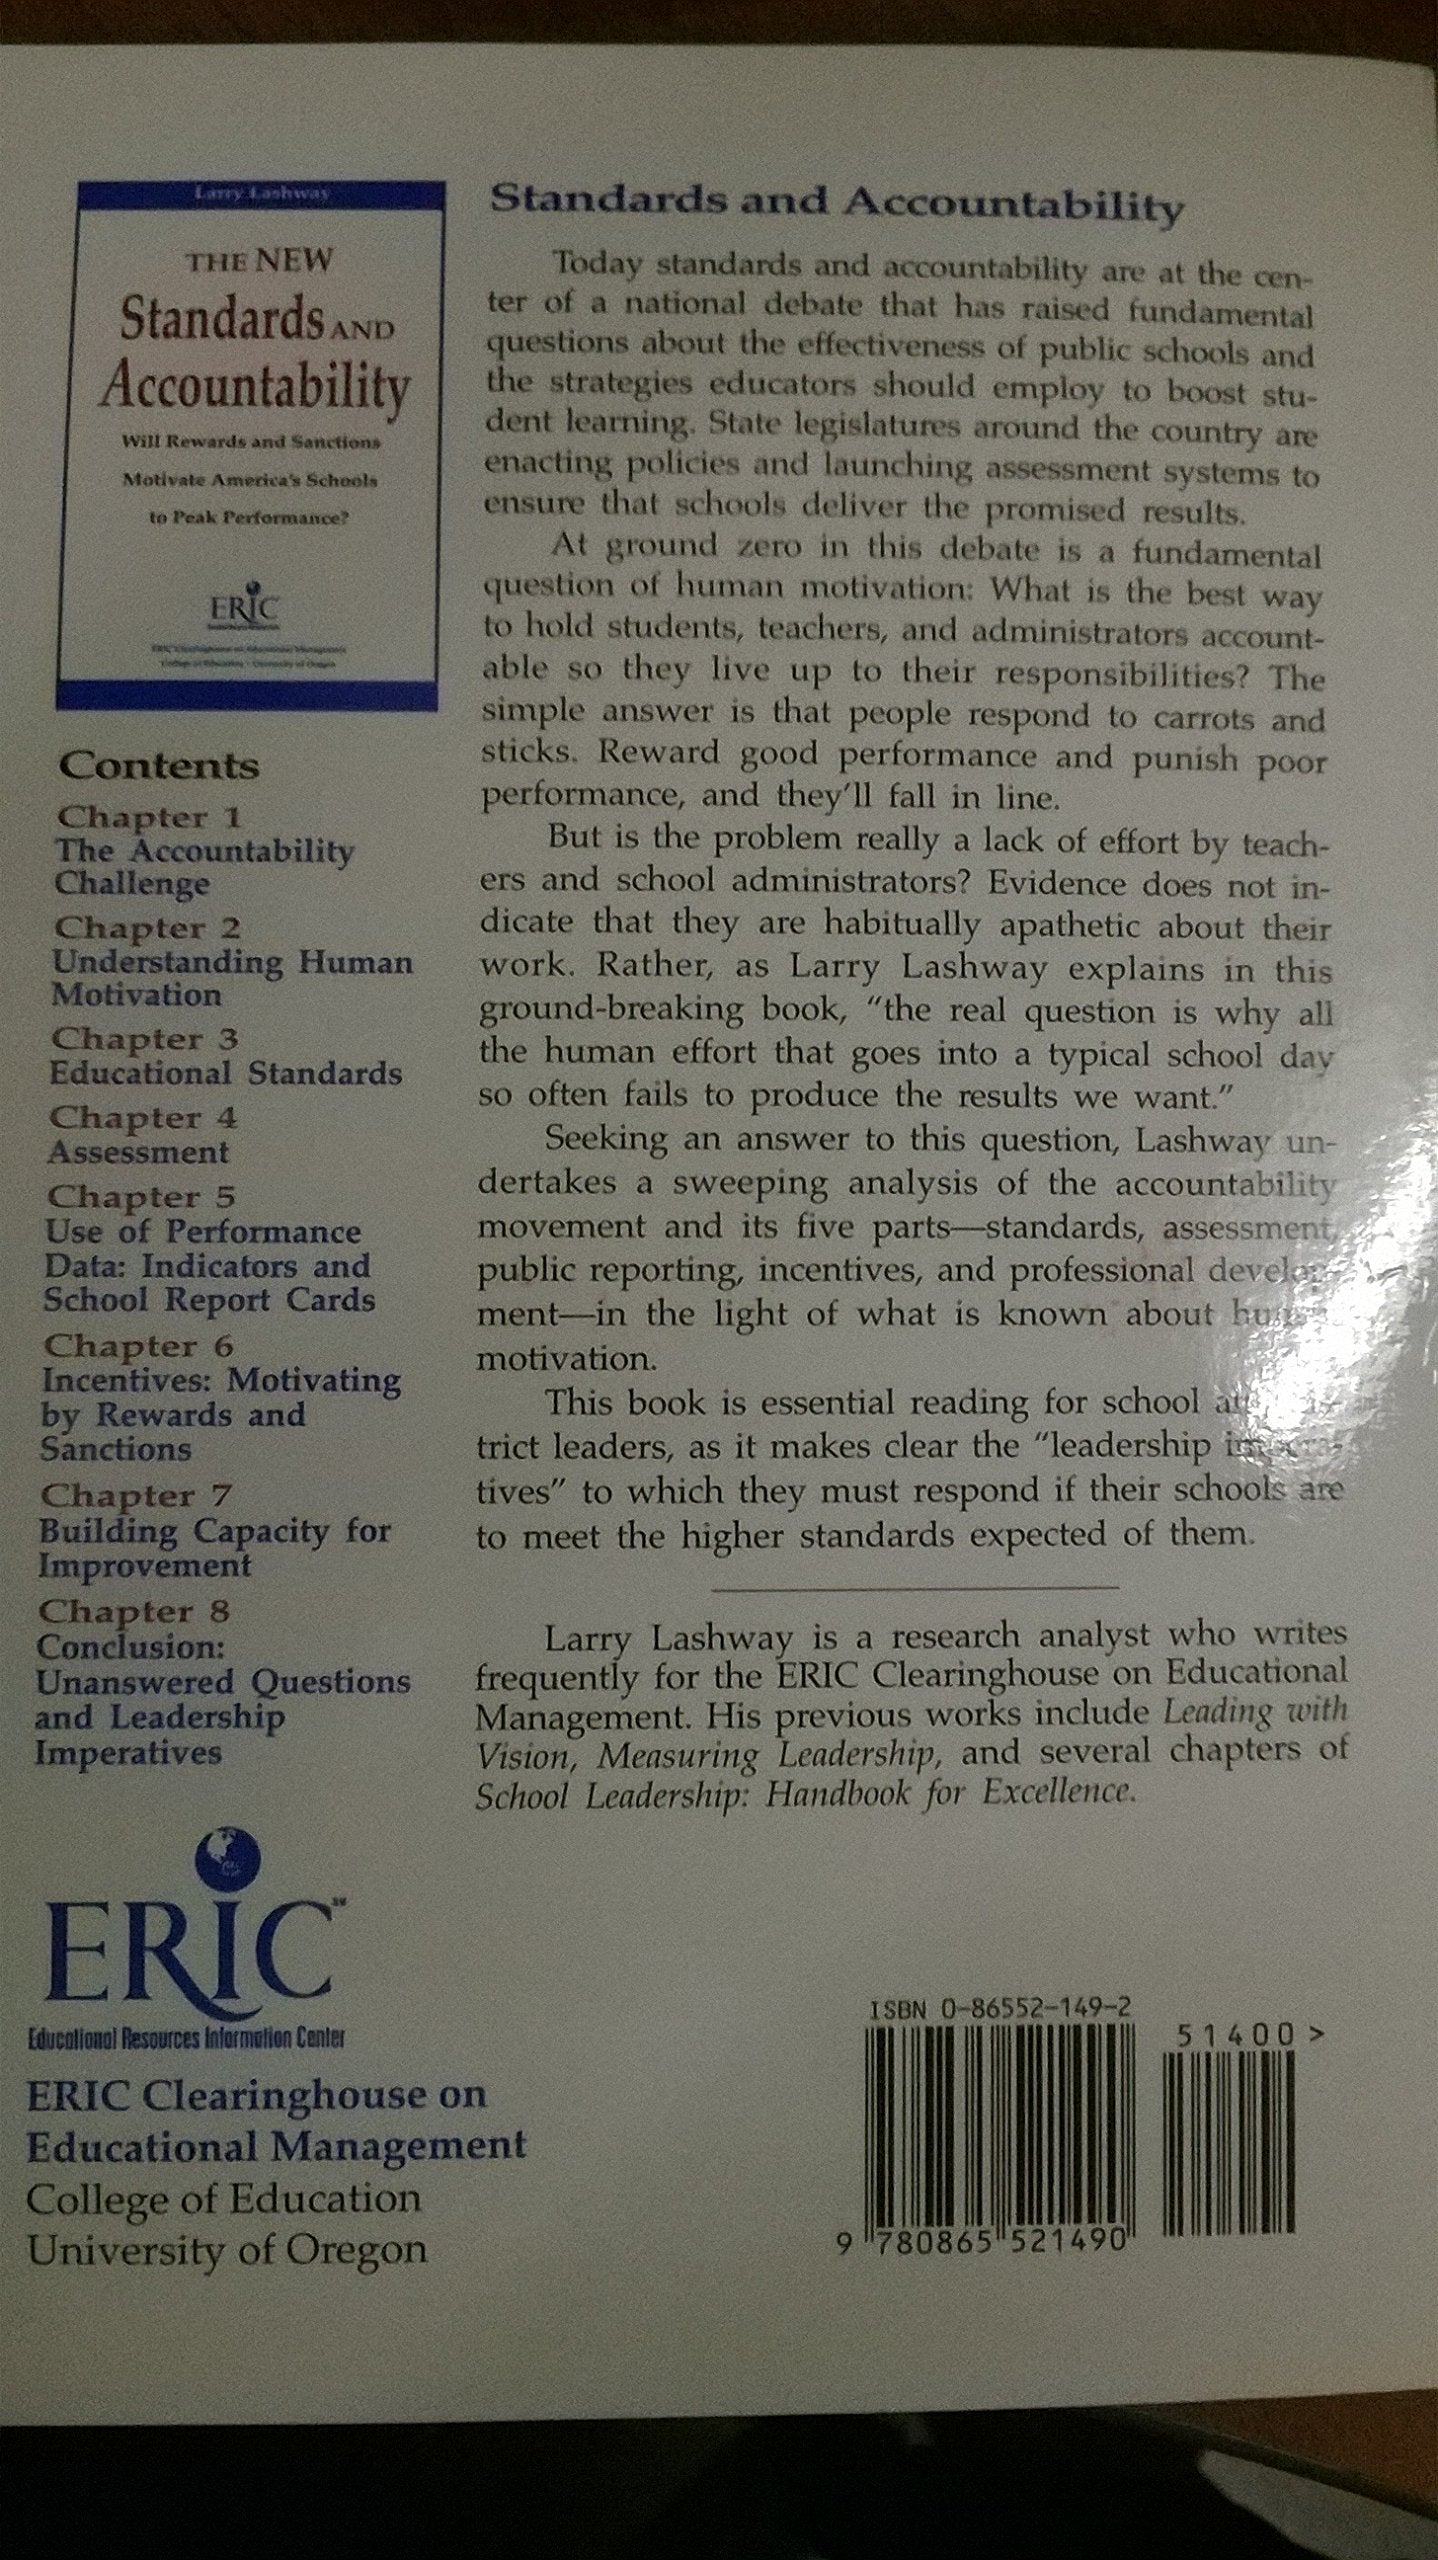 Larry Lashway
THE NEW
Standards AND
Accountability
Will Rewards and Sanctions
Motivate America's Schools
to Peak Performance?
ERIC
Contents
Chapter 1
The Accountability
Challenge
Chapter 2
Understanding Human
Motivation
Chapter 3
Educational Standards
Chapter 4
Assessment
Chapter 5
Use of Performance
Data: Indicators and
School Report Cards
Chapter 6
Incentives: Motivating
by Rewards and
Sanctions
Chapter 7
Building Capacity for
Improvement
Chapter 8
Conclusion:
Unanswered Questions
and Leadership
Imperatives
ERIC™
Educational Resources Information Center
ERIC Clearinghouse on
Educational Management
College of Education
University of Oregon
Standards and Accountability
Today standards and accountability are at the cen-
ter of a national debate that has raised fundamental
questions about the effectiveness of public schools and
the strategies educators should employ to boost stu-
dent learning. State legislatures around the country are
enacting policies and launching assessment systems to
ensure that schools deliver the promised results.
At ground zero in this debate is a fundamental
question of human motivation: What is the best way
to hold students, teachers, and administrators account-
able so they live up to their responsibilities? The
simple answer is that people respond to carrots and
sticks. Reward good performance and punish poor
performance, and they'll fall in line.
But is the problem really a lack of effort by teach-
ers and school administrators? Evidence does not in-
dicate that they are habitually apathetic about their
work. Rather, as Larry Lashway explains in this
ground-breaking book, "the real question is why all
the human effort that goes into a typical school day
so often fails to produce the results we want."
Seeking an answer to this question, Lashway un-
dertakes a sweeping analysis of the accountability
movement and its five parts—standards, assessment,
public reporting, incentives, and professional develop-
ment—in the light of what is known about
motivation.
This book is essential reading for school
trict leaders, as it makes clear the "leadership impera-
tives" to which they must respond if their schools are
to meet the higher standards expected of them.
Larry Lashway is a research analyst who writes
frequently for the ERIC Clearinghouse on Educational
Management. His previous works include Leading with
Vision, Measuring Leadership, and several chapters of
School Leadership: Handbook for Excellence.
ISBN 0-86552-149-2
51400>
9 780865 521490